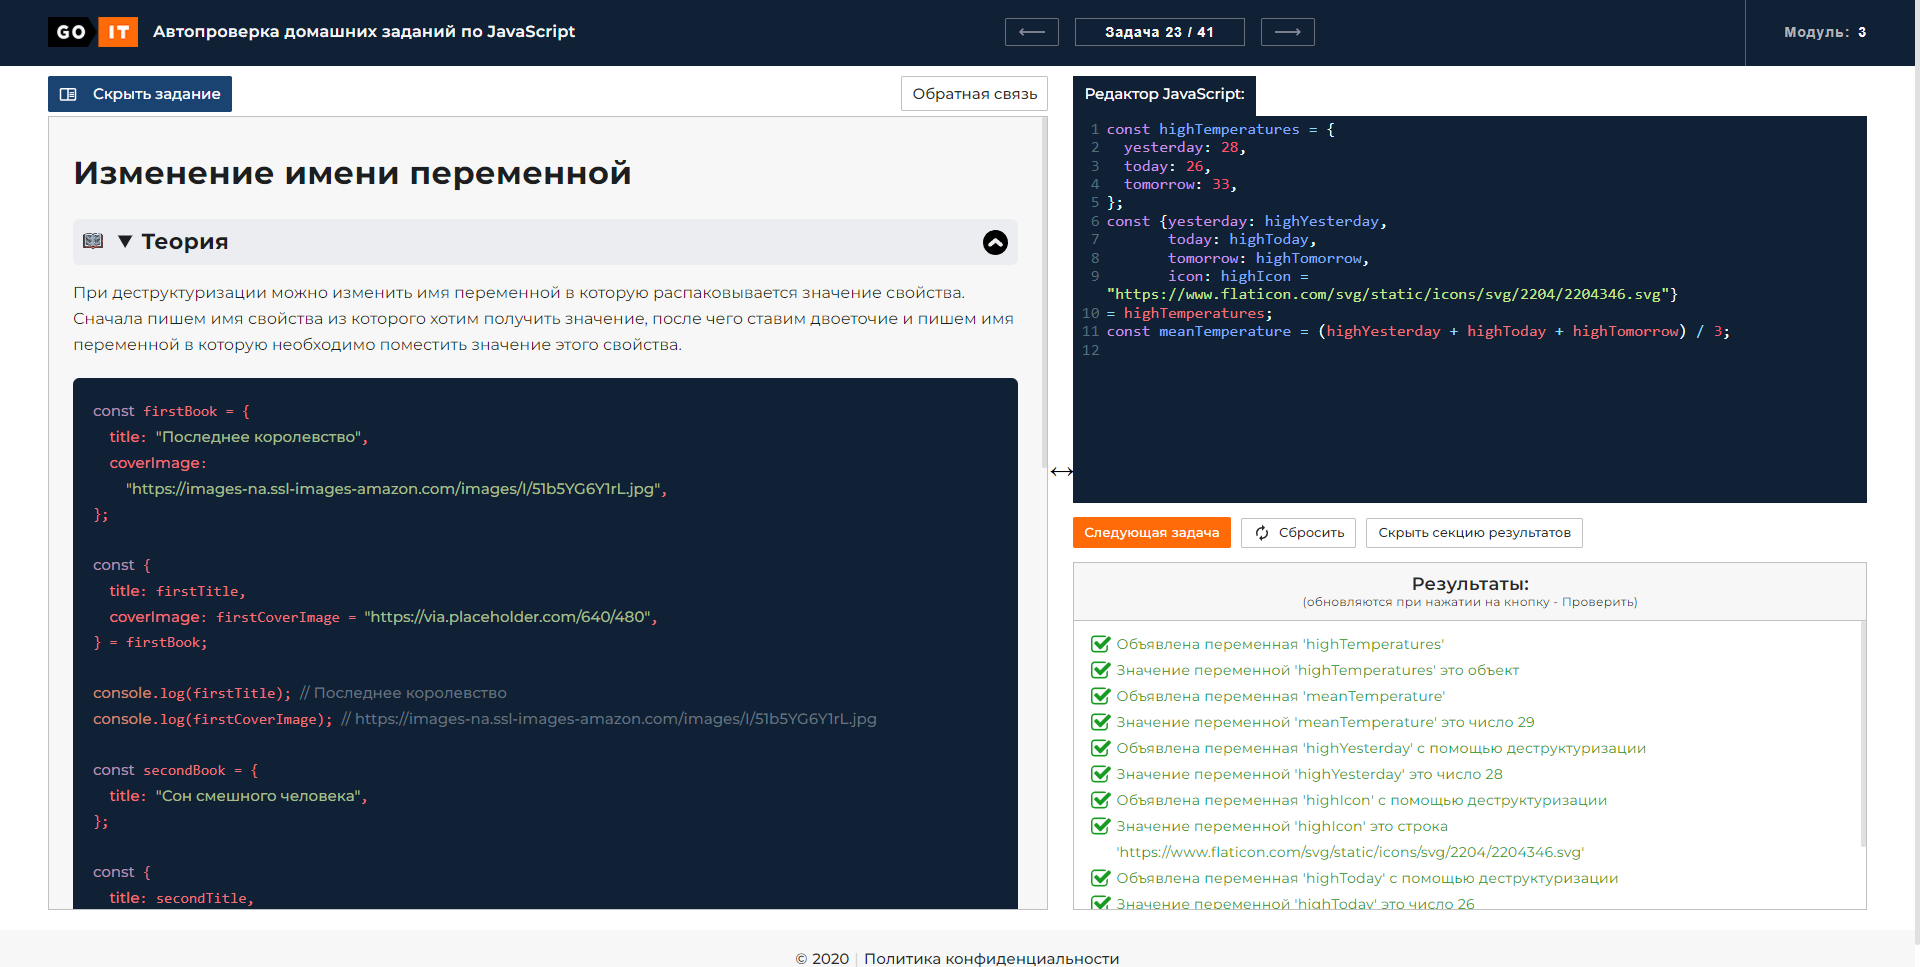 GO IT Автопроверка домашних заданий по JavaScript
Задача 23 / 41
Модуль: 3
Скрыть задание
Обратная связь
Изменение имени переменной
Теория
При деструктуризации можно изменить имя переменной в которую распаковывается значение свойства.
Сначала пишем имя свойства из которого хотим получить значение, после чего ставим двоеточие и пишем имя
переменной в которую необходимо поместить значение этого свойства.
const firstBook = {
title: "Последнее королевство",
coverImage:
"https://images-na.ssl-images-amazon.com/images/I/51b5YG6Y1rL.jpg",
};
const {
title: firstTitle,
coverImage: firstCoverImage = "https://via.placeholder.com/640/480",
} = firstBook;
console.log(firstTitle); // Последнее королевство
console.log(firstCoverImage); // https://images-na.ssl-images-amazon.com/images/I/51b5YG6Y1rL.jpg
const secondBook = {
title: "Сон смешного человека",
};
const {
title: secondTitle,
Редактор JavaScript:
1 const highTemperatures = {
2 yesterday: 28,
3 today: 26,
4 tomorrow: 33,
5 };
6 const {yesterday: highYesterday,
7 today: highToday,
8 tomorrow: highTomorrow,
9 icon: highIcon =
"https://www.flaticon.com/svg/static/icons/svg/2204/2204346.svg"}
10 = highTemperatures;
11 const meanTemperature = (highYesterday + highToday + highTomorrow) / 3;
12
Следующая задача
Сбросить
Скрыть секцию результатов
Результаты:
(обновляются при нажатии на кнопку - Проверить)
Объявлена переменная 'highTemperatures'
Значение переменной 'highTemperatures' это объект
Объявлена переменная 'meanTemperature'
Значение переменной 'meanTemperature' это число 29
Объявлена переменная 'highYesterday' с помощью деструктуризации
Значение переменной 'highYesterday' это число 28
Объявлена переменная 'highIcon' с помощью деструктуризации
Значение переменной 'highIcon' это строка
'https://www.flaticon.com/svg/static/icons/svg/2204/2204346.svg'
Объявлена переменная 'highToday' с помощью деструктуризации
Значение переменной 'highToday' это число 26
© 2020 | Политика конфиденциальности